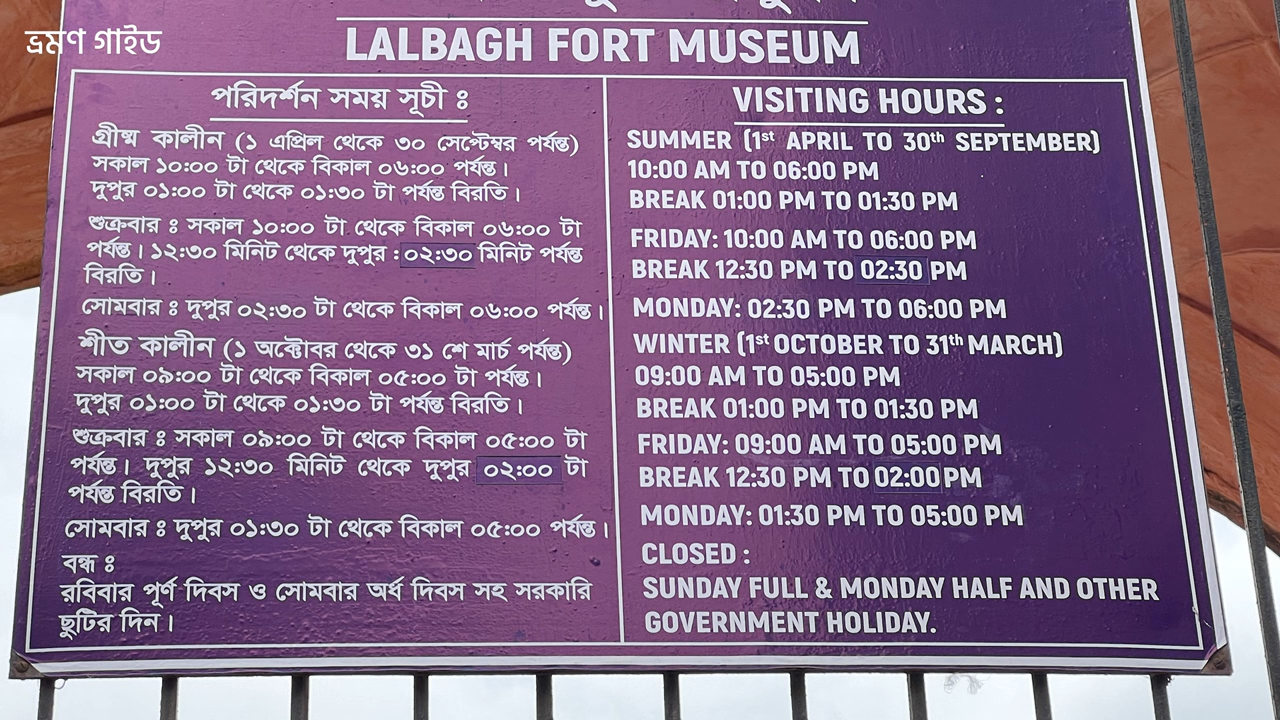 ভ্রমণ গাইড
LALBAGH FORT MUSEUM
পরিদর্শন সময় সূচী ঃ
গ্রীষ্ম কালীন (১ এপ্রিল থেকে ৩০ সেপ্টেম্বর পর্যন্ত)
সকাল ১০:০০ টা থেকে বিকাল ০৬:০০ পর্যন্ত।
দুপুর ০১:০০ টা থেকে ০১:৩০ টা পর্যন্ত বিরতি।
শুক্রবার ঃ সকাল ১০:০০ টা থেকে বিকাল ০৬:০০ টা
পর্যন্ত। ১২:৩০ মিনিট থেকে দুপুর :০২:৩০ মিনিট পর্যন্ত
বিরতি।
সোমবার ঃ দুপুর ০২:৩০ টা থেকে বিকাল ০৬:০০ পর্যন্ত।
শীত কালীন (১ অক্টোবর থেকে ৩১ শে মার্চ পর্যন্ত)
সকাল ০৯:০০ টা থেকে বিকাল ০৫:০০ টা পর্যন্ত।
দুপুর ০১:০০ টা থেকে ০১:৩০ টা পর্যন্ত বিরতি।
শুক্রবার ঃ সকাল ০৯:০০ টা থেকে বিকাল ০৫:০০ টা
পর্যন্ত। দুপুর ১২:৩০ মিনিট থেকে দুপুর ০২:০০ টা
পর্যন্ত বিরতি।
সোমবার ঃ দুপুর ০১:৩০ টা থেকে বিকাল ০৫:০০ পর্যন্ত।
বন্ধ ঃ
রবিবার পূর্ণ দিবস ও সোমবার অর্ধ দিবস সহ সরকারি
ছুটির দিন।
VISITING HOURS :
SUMMER (1st APRIL TO 30th SEPTEMBER)
10:00 AM TO 06:00 PM
BREAK 01:00 PM TO 01:30 PM
FRIDAY: 10:00 AM TO 06:00 PM
BREAK 12:30 PM TO 02:30 PM
MONDAY: 02:30 PM TO 06:00 PM
WINTER (1st OCTOBER TO 31th MARCH)
09:00 AM TO 05:00 PM
BREAK 01:00 PM TO 01:30 PM
FRIDAY: 09:00 AM TO 05:00 PM
BREAK 12:30 PM TO 02:00 PM
MONDAY: 01:30 PM TO 05:00 PM
CLOSED :
SUNDAY FULL & MONDAY HALF AND OTHER
GOVERNMENT HOLIDAY.